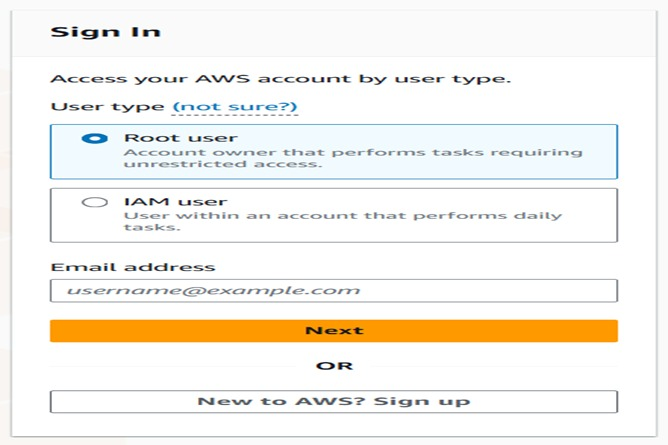 Sign In
Access your AWS account by user type.
User type (not sure?)
Root user
Account owner that performs tasks requiring
unrestricted access.
IAM user
User within an account that performs daily
tasks.
Email address
username@example.com
Next
OR
New to AWS? Sign up